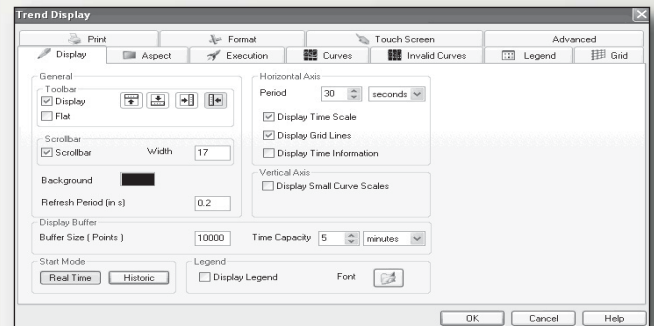 Trend Display
Print Format Touch Screen Advanced
Display Aspect Execution Curves Invalid Curves Legend Grid
General
Toolbar
Display
Flat
Scrollbar
Scrollbar Width 17
Background
Refresh Period (in s) 0.2
Horizontal Axis
Period 30 seconds
Display Time Scale
Display Grid Lines
Display Time Information
Vertical Axis
Display Small Curve Scales
Display Buffer
Buffer Size ( Points ) 10000 Time Capacity 5 minutes
Start Mode
Real Time Historic
Legend
Display Legend Font
OK Cancel Help